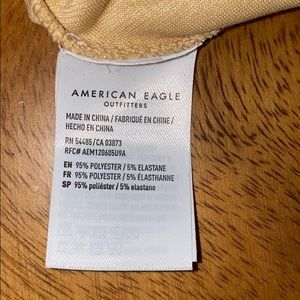 AMERICAN EAGLE
OUTFITTERS
MADE IN CHINA / FABRIQUÉ EN CHINE /
HECHO EN CHINA
RN 54485/CA 03873
RFC# AEM120605U9A
EN 95% POLYESTER / 5% ELASTANE
FR 95% POLYESTER / 5% ÉLASTHANNE
SP 95% poliéster / 5% elastano